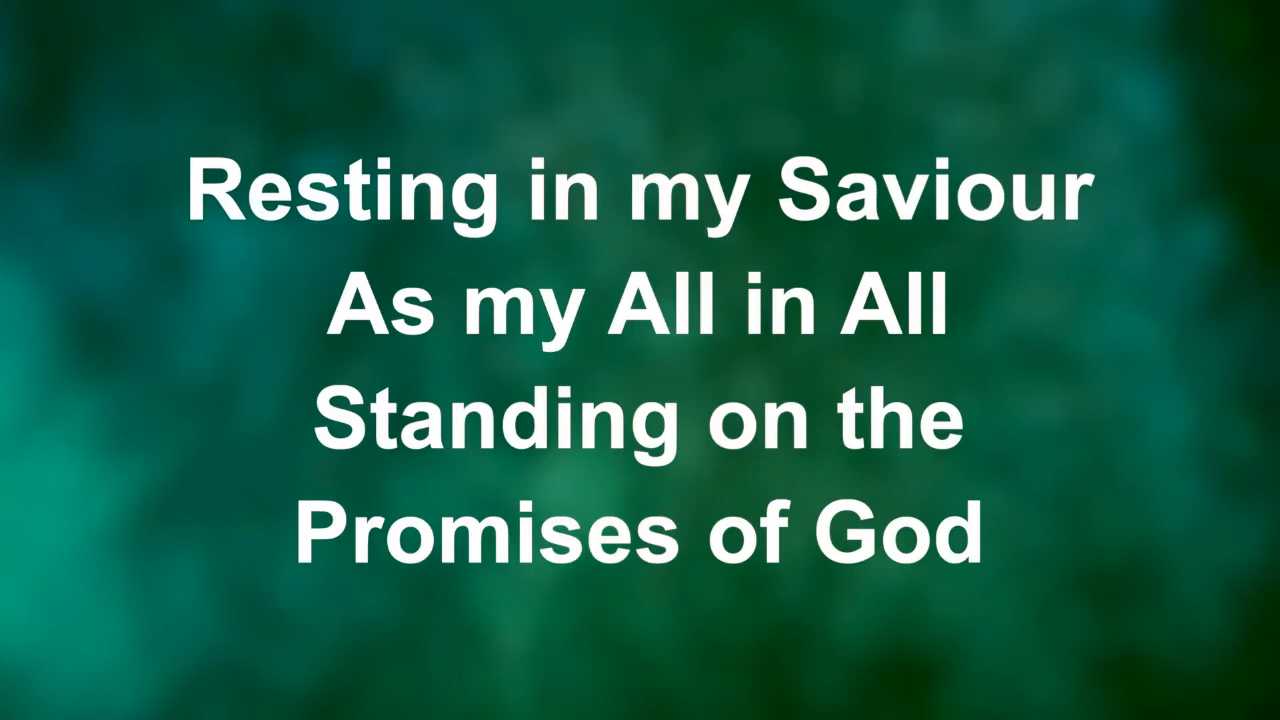 Resting in my Saviour
As my All in All
Standing on the
Promises of God